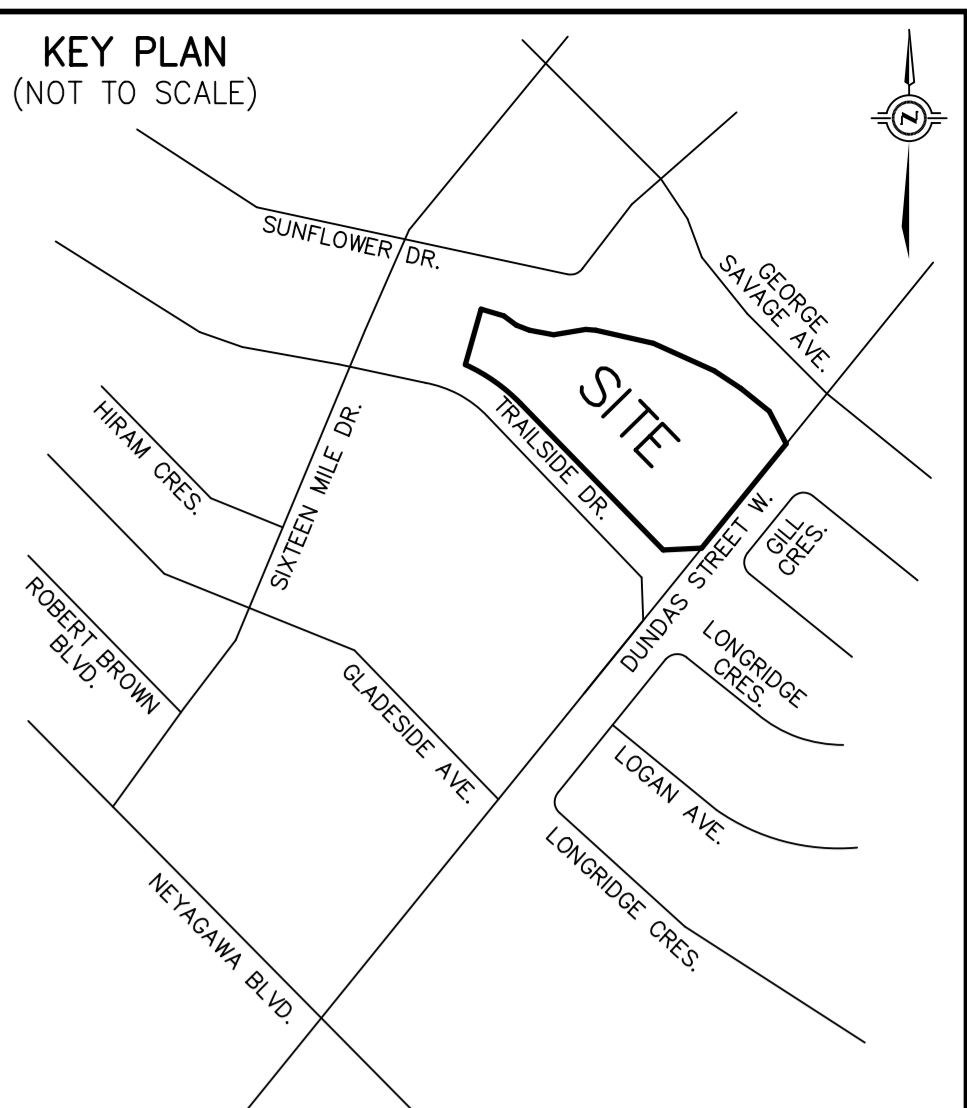 KEY PLAN
(NOT TO SCALE)
N
SUNFLOWER DR.
GEORGE
SAVAGE AVE.
SITE
TRAILSIDE DR.
HIRAM CRES.
SIXTEEN MILE DR.
DUNDAS STREET W.
GILL
CRES.
ROBERT BROWN
BLVD.
LONGRIDGE
CRES.
GLADESIDE AVE.
LOGAN AVE.
LONGRIDGE CRES.
NEYAGAWA BLVD.